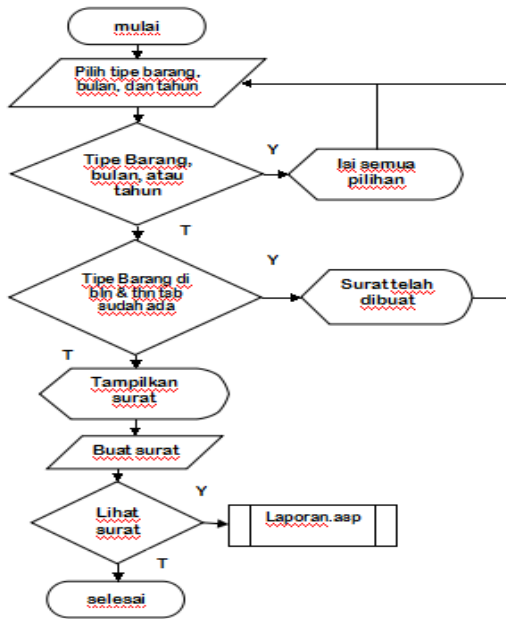 mulai
Pilih tipe barang,
bulan, dan tahun
Tipe Barang,
bulan, atau
tahun
Y
Isi semua
pilihan
T
Tipe Barang di
bln & thn tsb
sudah ada
Y
Surat telah
dibuat
T
Tampilkan
surat
Buat surat
Lihat
surat
Y
Laporan.asp
T
selesai